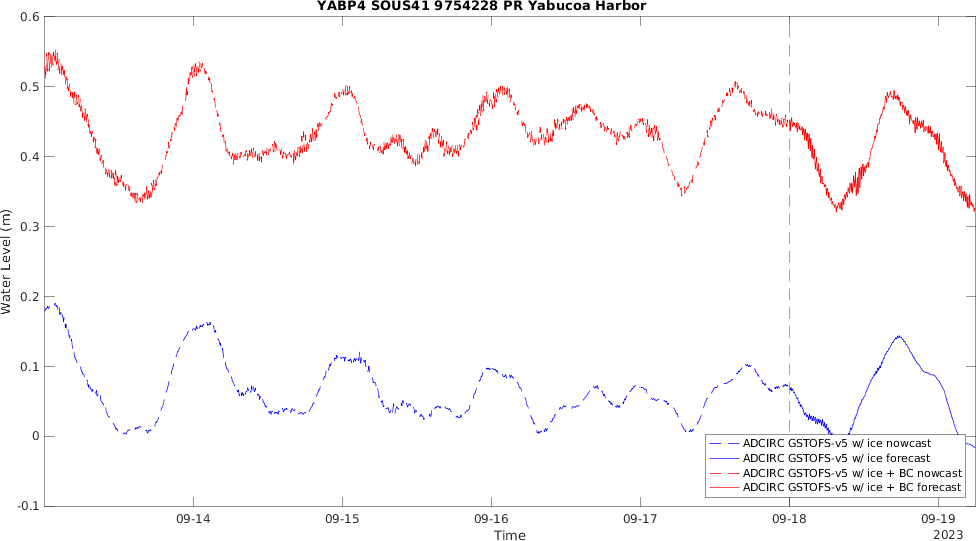 YABP4 SOUS41 9754228 PR Yabucoa Harbor
0.6
0.5
0.4
0.3
0.2
0.1
0
-0.1
Water Level (m)
ADCIRC GSTOFS-v5 w/ ice nowcast
ADCIRC GSTOFS-v5 w/ ice forecast
ADCIRC GSTOFS-v5 w/ ice + BC nowcast
ADCIRC GSTOFS-v5 w/ ice + BC forecast
09-14 09-15 09-16 09-17 09-18 09-19
Time
2023